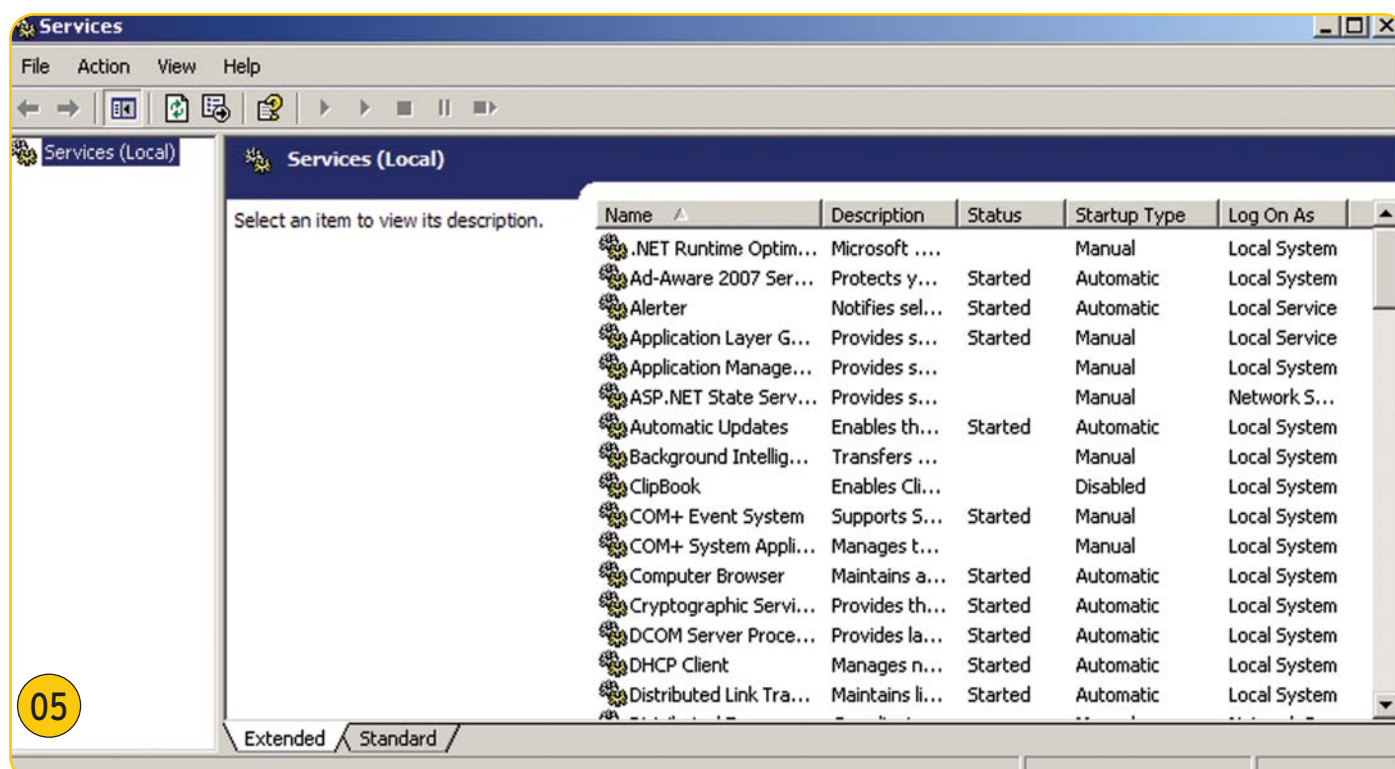 Services
File Action View Help
Services (Local)
Services (Local)
Select an item to view its description.
Name Description Status Startup Type Log On As
.NET Runtime Optim... Microsoft .... Manual Local System
Ad-Aware 2007 Ser... Protects y... Started Automatic Local System
Alerter Notifies sel... Started Automatic Local Service
Application Layer G... Provides s... Started Manual Local Service
Application Manage... Provides s... Manual Local System
ASP.NET State Serv... Provides s... Manual Network S...
Automatic Updates Enables th... Started Automatic Local System
Background Intellig... Transfers ... Manual Local System
ClipBook Enables Cli... Disabled Local System
COM+ Event System Supports S... Started Manual Local System
COM+ System Appli... Manages t... Manual Local System
Computer Browser Maintains a... Started Automatic Local System
Cryptographic Servi... Provides th... Started Automatic Local System
DCOM Server Proce... Provides la... Started Automatic Local System
DHCP Client Manages n... Started Automatic Local System
Distributed Link Tra... Maintains li... Started Automatic Local System
05
Extended Standard